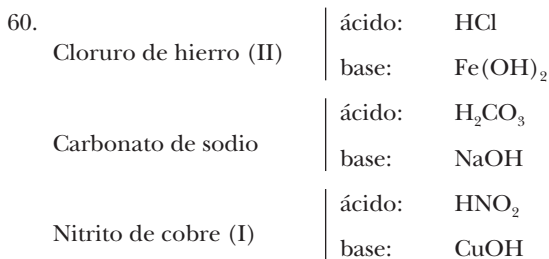 60.
ácido: HCl
Cloruro de hierro (II)
base: Fe(OH)₂
ácido: H₂CO₃
Carbonato de sodio
base: NaOH
ácido: HNO₂
Nitrito de cobre (I)
base: CuOH